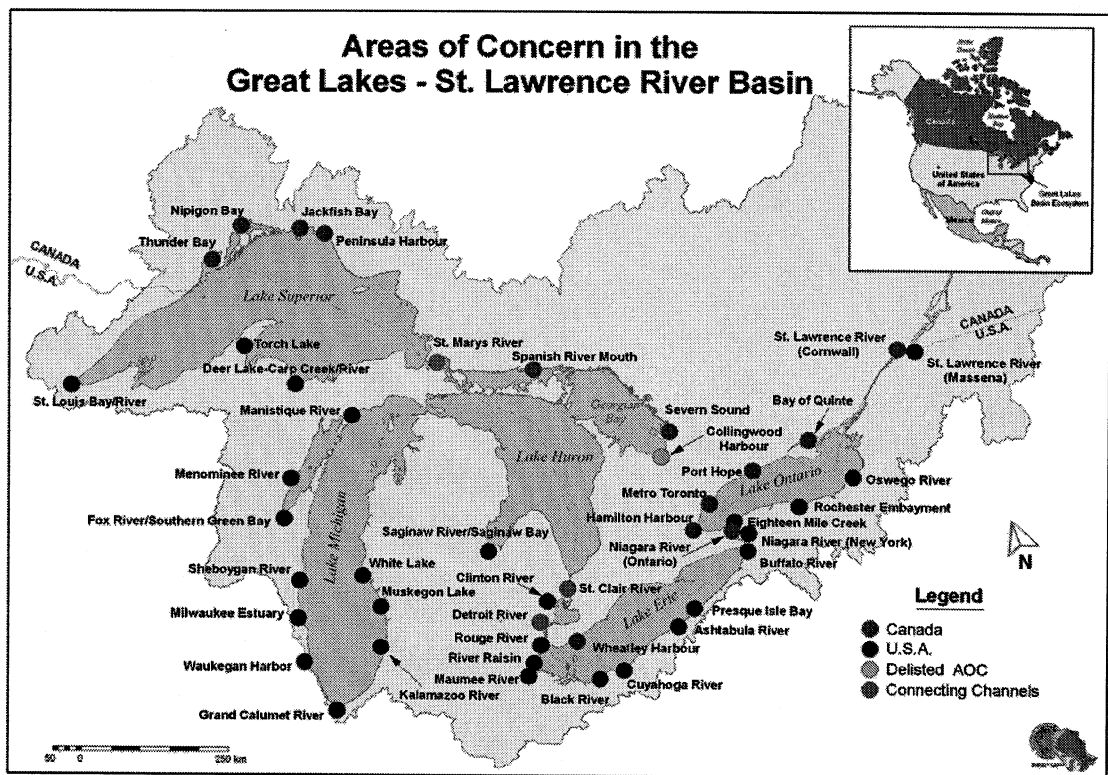 Areas of Concern in the
Great Lakes - St. Lawrence River Basin
Canada
United States
of America
Mexico
Great Lakes
Basin Ecosystem
Nipigon Bay
Jackfish Bay
Peninsula Harbour
Thunder Bay
CANADA
U.S.A.
Lake Superior
Torch Lake
Deer Lake-Carp Creek/River
St. Louis Bay/River
St. Marys River
Spanish River Mouth
St. Lawrence River
(Cornwall)
CANADA
U.S.A.
St. Lawrence River
(Massena)
Manistique River
Georgian
Bay
Severn Sound
Collingwood
Harbour
Bay of Quinte
Lake Huron
Menominee River
Port Hope
Lake Ontario
Oswego River
Metro Toronto
Rochester Embayment
Fox River/Southern Green Bay
Lake Michigan
Saginaw River/Saginaw Bay
Hamilton Harbour
Eighteen Mile Creek
Niagara River
(Ontario)
Niagara River (New York)
Buffalo River
N
Sheboygan River
White Lake
Clinton River
St. Clair River
Muskegon Lake
Milwaukee Estuary
Detroit River
Lake Erie
Presque Isle Bay
Ashtabula River
Rouge River
Wheatley Harbour
Waukegan Harbor
River Raisin
Maumee River
Kalamazoo River
Black River
Cuyahoga River
Grand Calumet River
Legend
Canada
U.S.A.
Delisted AOC
Connecting Channels
50 0 250 km